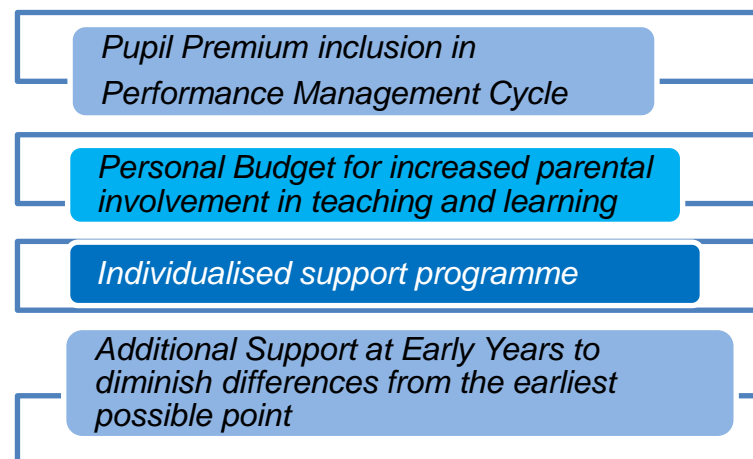 Pupil Premium inclusion in
Performance Management Cycle
Personal Budget for increased parental
involvement in teaching and learning
Individualised support programme
Additional Support at Early Years to
diminish differences from the earliest
possible point